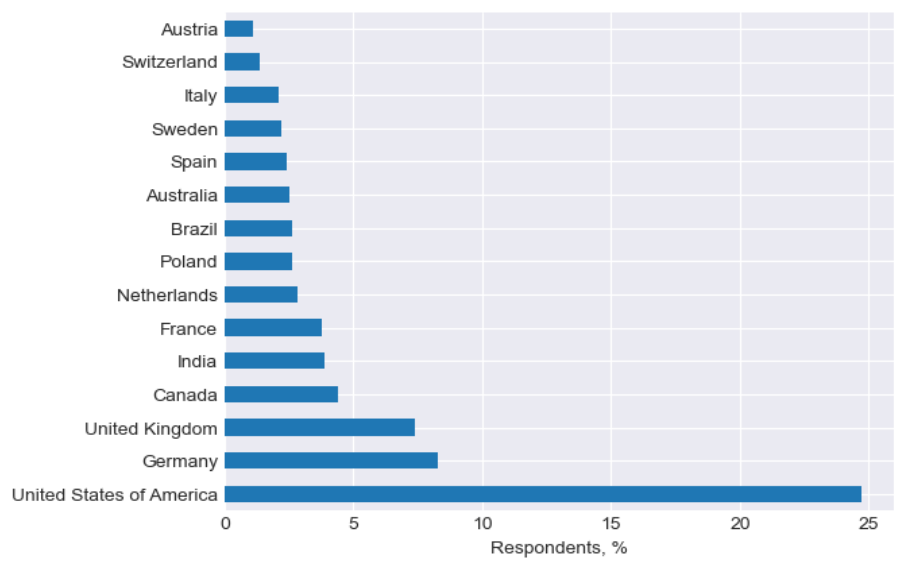 Austria
Switzerland
Italy
Sweden
Spain
Australia
Brazil
Poland
Netherlands
France
India
Canada
United Kingdom
Germany
United States of America
0 5 10 15 20 25
Respondents, %